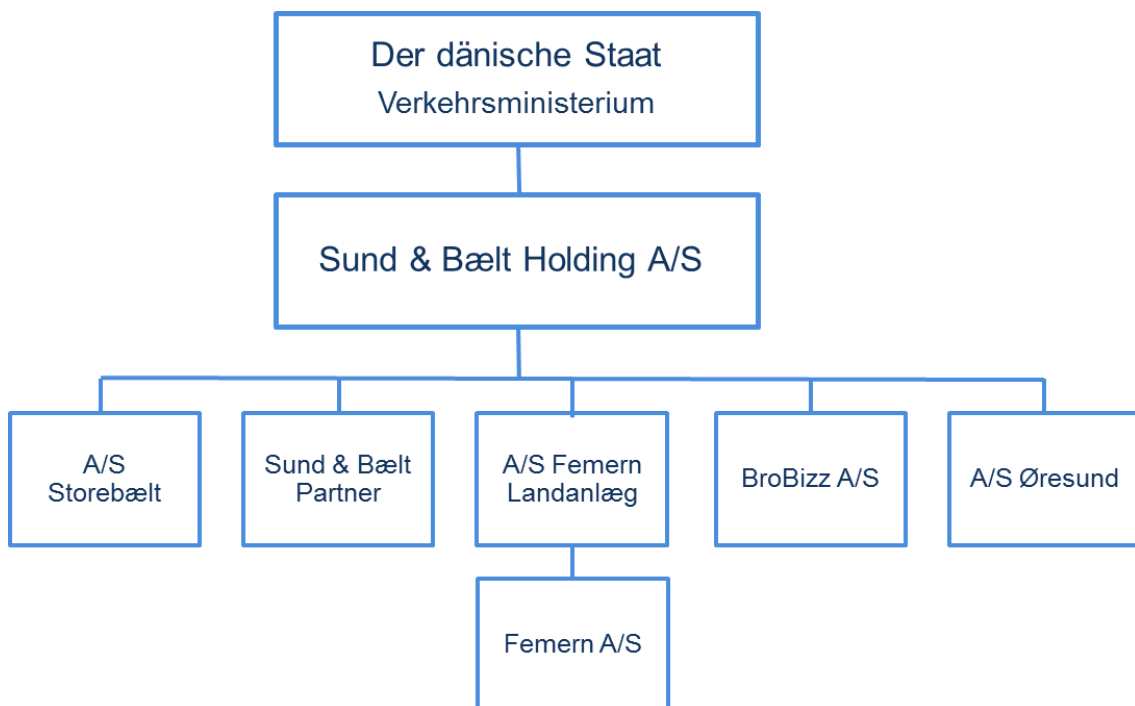 Der dänische Staat
Verkehrsministerium
Sund & Bælt Holding A/S
A/S
Storebælt
Sund & Bælt
Partner
A/S Femern
Landanlæg
BroBizz A/S
A/S Øresund
Femern A/S